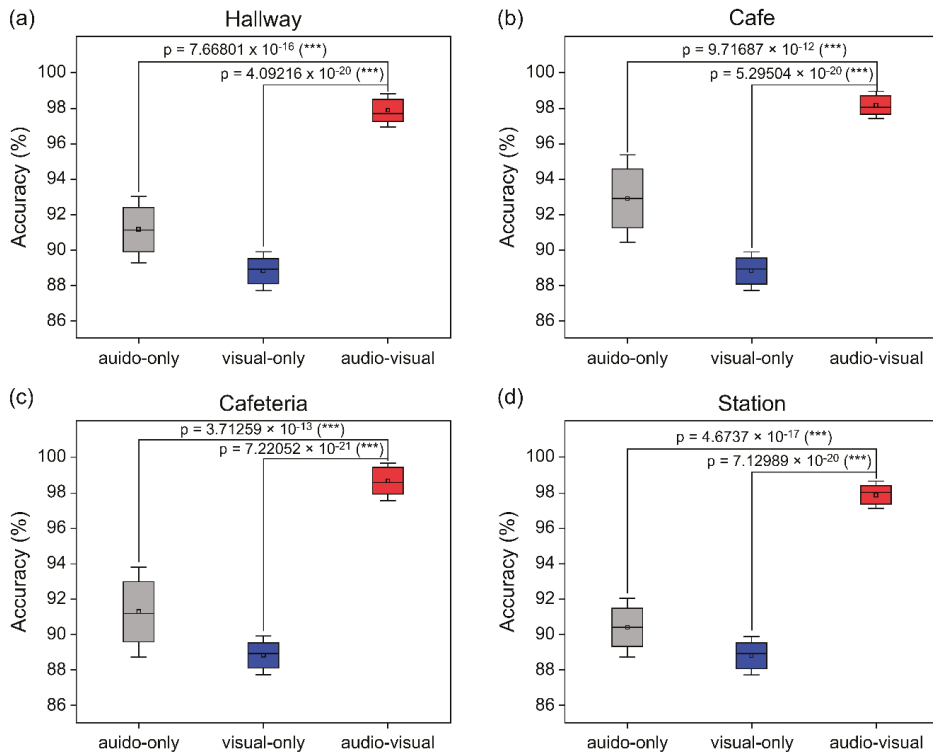 (a)
Hallway
p = 7.66801 x 10-16 (***)
p = 4.09216 x 10-20 (***)
100
98
96
94
92
90
88
86
Accuracy (%)
auido-only visual-only audio-visual
(b)
Cafe
p = 9.71687 × 10-12 (***)
p = 5.29504 × 10-20 (***)
100
98
96
94
92
90
88
86
Accuracy (%)
auido-only visual-only audio-visual
(c)
Cafeteria
p = 3.71259 × 10-13 (***)
p = 7.22052 × 10-21 (***)
100
98
96
94
92
90
88
86
Accuracy (%)
auido-only visual-only audio-visual
(d)
Station
p = 4.6737 × 10-17 (***)
p = 7.12989 × 10-20 (***)
100
98
96
94
92
90
88
86
Accuracy (%)
auido-only visual-only audio-visual